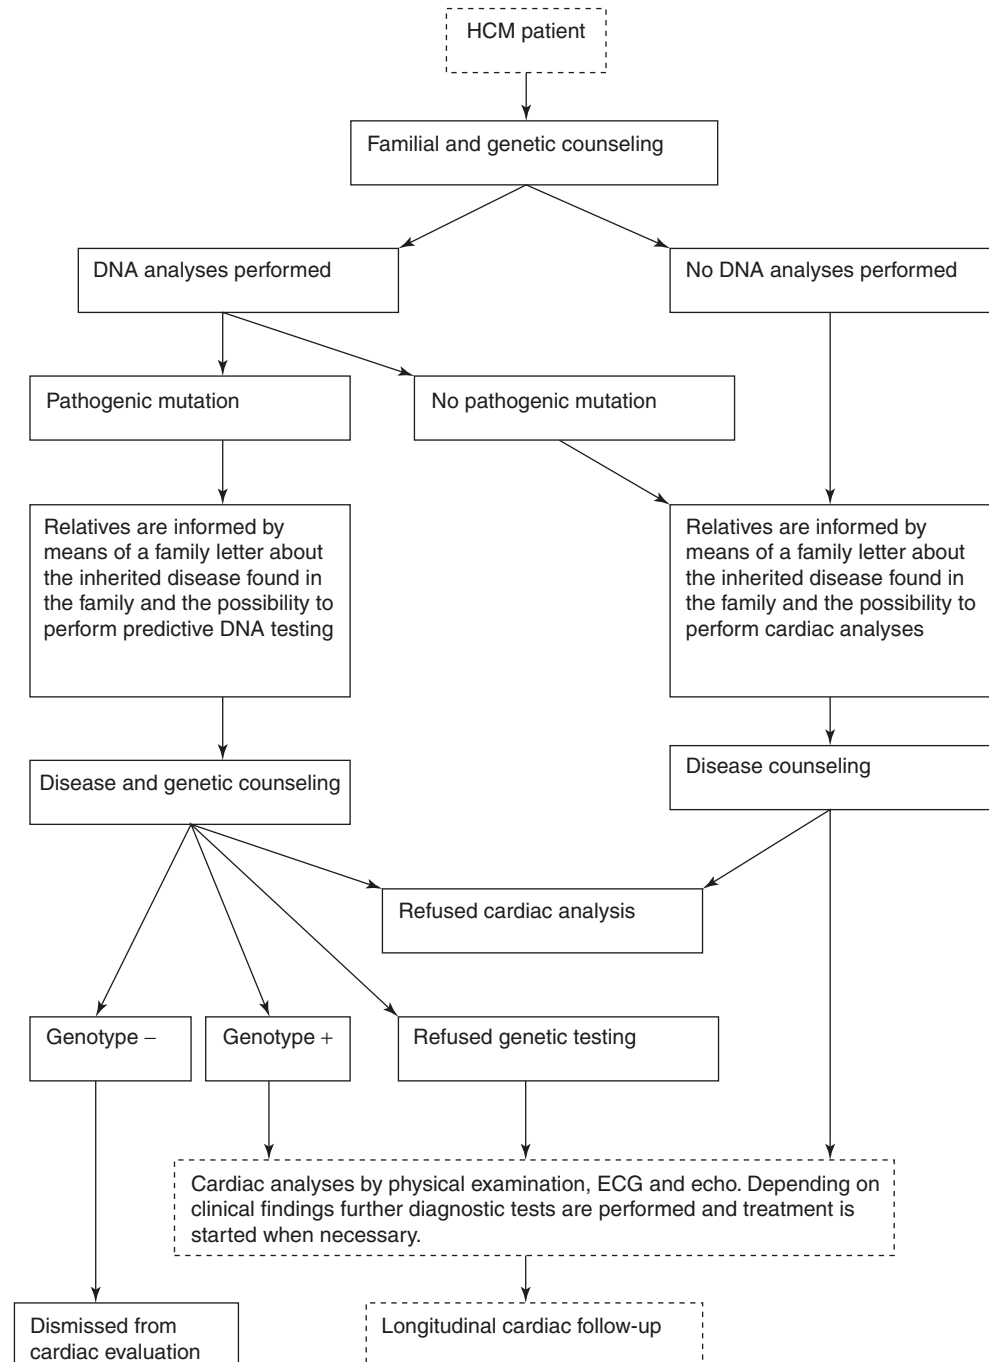 HCM patient
Familial and genetic counseling
DNA analyses performed
No DNA analyses performed
Pathogenic mutation
No pathogenic mutation
Relatives are informed by
means of a family letter about
the inherited disease found in
the family and the possibility to
perform predictive DNA testing
Relatives are informed by
means of a family letter about
the inherited disease found in
the family and the possibility to
perform cardiac analyses
Disease and genetic counseling
Disease counseling
Refused cardiac analysis
Genotype −
Genotype +
Refused genetic testing
Cardiac analyses by physical examination, ECG and echo. Depending on
clinical findings further diagnostic tests are performed and treatment is
started when necessary.
Dismissed from
cardiac evaluation
Longitudinal cardiac follow-up